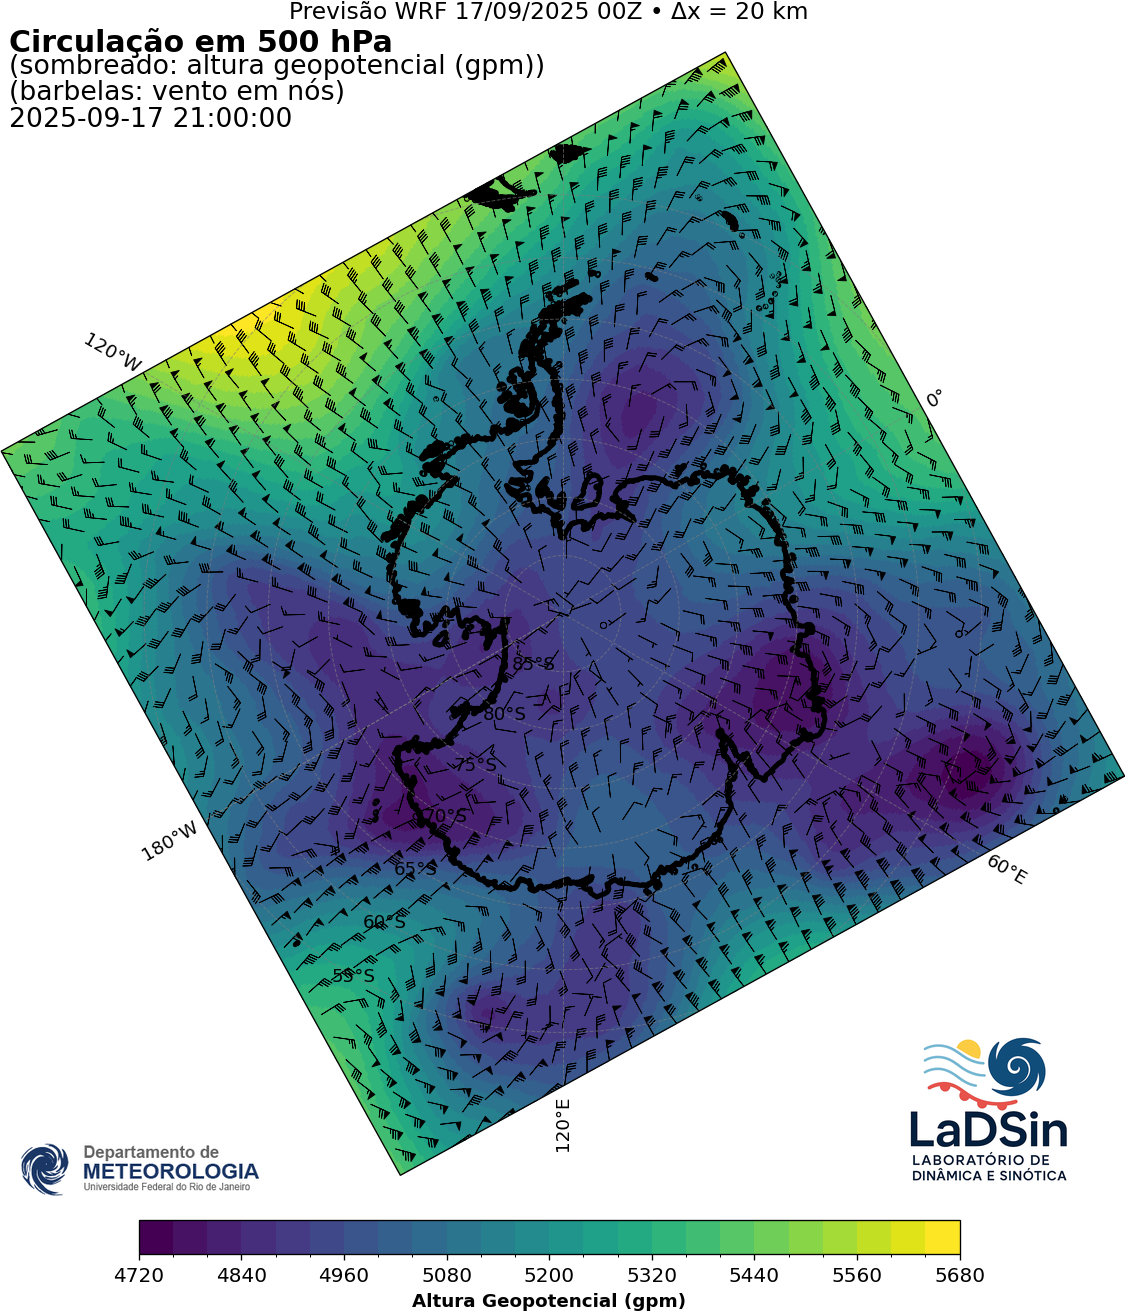 Previsão WRF 17/09/2025 00Z • Δx = 20 km
Circulação em 500 hPa
(sombreado: altura geopotencial (gpm))
(barbelas: vento em nós)
2025-09-17 21:00:00
120°W
0°
85°S
80°S
75°S
70°S
180°W
65°S
60°E
60°S
55°S
120°E
LaDSin
LABORATÓRIO DE
DINÂMICA E SINÓTICA
Departamento de
METEOROLOGIA
Universidade Federal do Rio de Janeiro
4720 4840 4960 5080 5200 5320 5440 5560 5680
Altura Geopotencial (gpm)